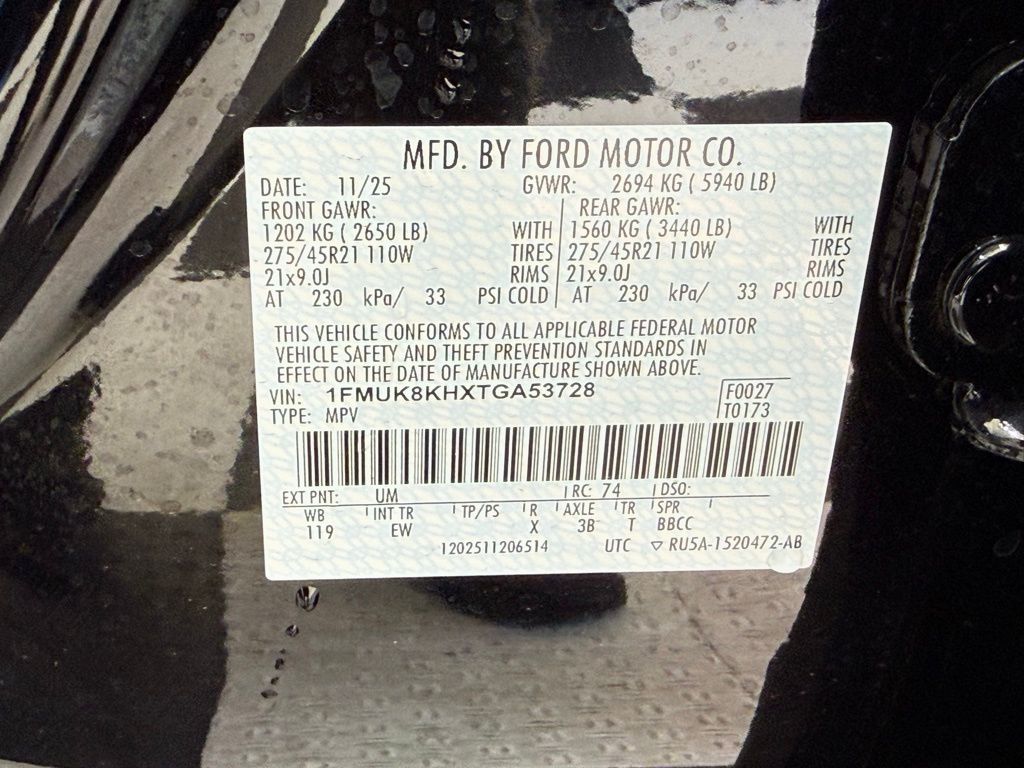 MFD. BY FORD MOTOR CO.
DATE: 11/25 GVWR: 2694 KG ( 5940 LB)
FRONT GAWR: REAR GAWR:
1202 KG ( 2650 LB) WITH 1560 KG ( 3440 LB) WITH
275/45R21 110W TIRES 275/45R21 110W TIRES
21x9.0J RIMS 21x9.0J RIMS
AT 230 kPa/ 33 PSI COLD AT 230 kPa/ 33 PSI COLD
THIS VEHICLE CONFORMS TO ALL APPLICABLE FEDERAL MOTOR
VEHICLE SAFETY AND THEFT PREVENTION STANDARDS IN
EFFECT ON THE DATE OF MANUFACTURE SHOWN ABOVE.
VIN: 1FMUK8KHXTGA53728 F0027
TYPE: MPV T0173
EXT PNT: UM RC: 74 DSO:
WB INT TR TP/PS R AXLE TR SPR
119 EW X 3B T BBCC
1202511206514 UTC ▽ RU5A-1520472-AB